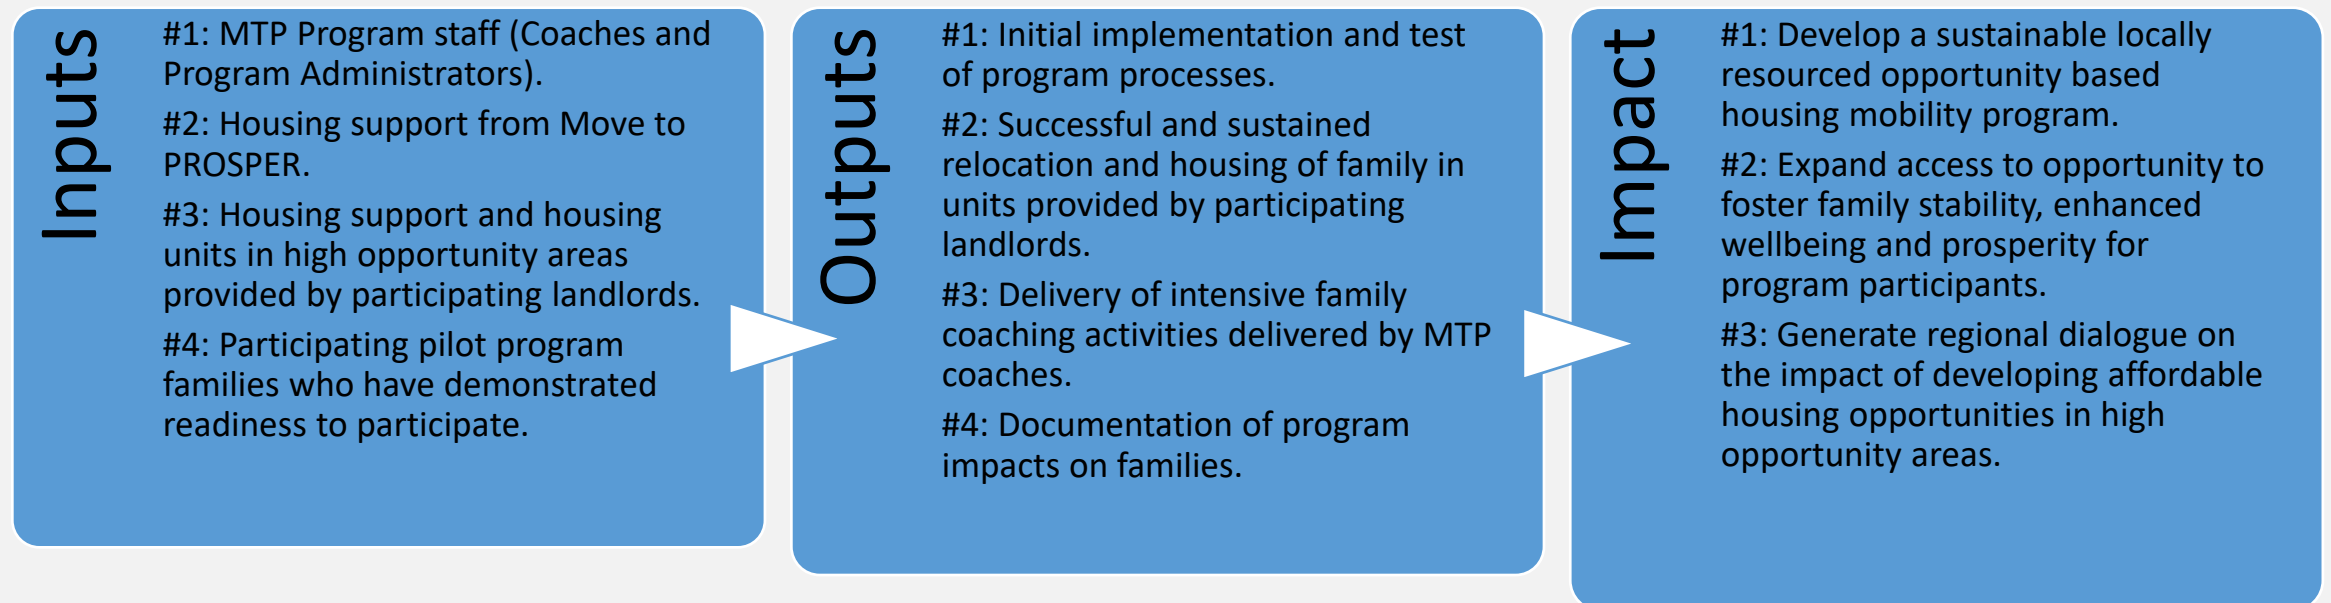 Inputs
#1: MTP Program staff (Coaches and
Program Administrators).
#2: Housing support from Move to
PROSPER.
#3: Housing support and housing
units in high opportunity areas
provided by participating landlords.
#4: Participating pilot program
families who have demonstrated
readiness to participate.
Outputs
#1: Initial implementation and test
of program processes.
#2: Successful and sustained
relocation and housing of family in
units provided by participating
landlords.
#3: Delivery of intensive family
coaching activities delivered by MTP
coaches.
#4: Documentation of program
impacts on families.
Impact
#1: Develop a sustainable locally
resourced opportunity based
housing mobility program.
#2: Expand access to opportunity to
foster family stability, enhanced
wellbeing and prosperity for
program participants.
#3: Generate regional dialogue on
the impact of developing affordable
housing opportunities in high
opportunity areas.